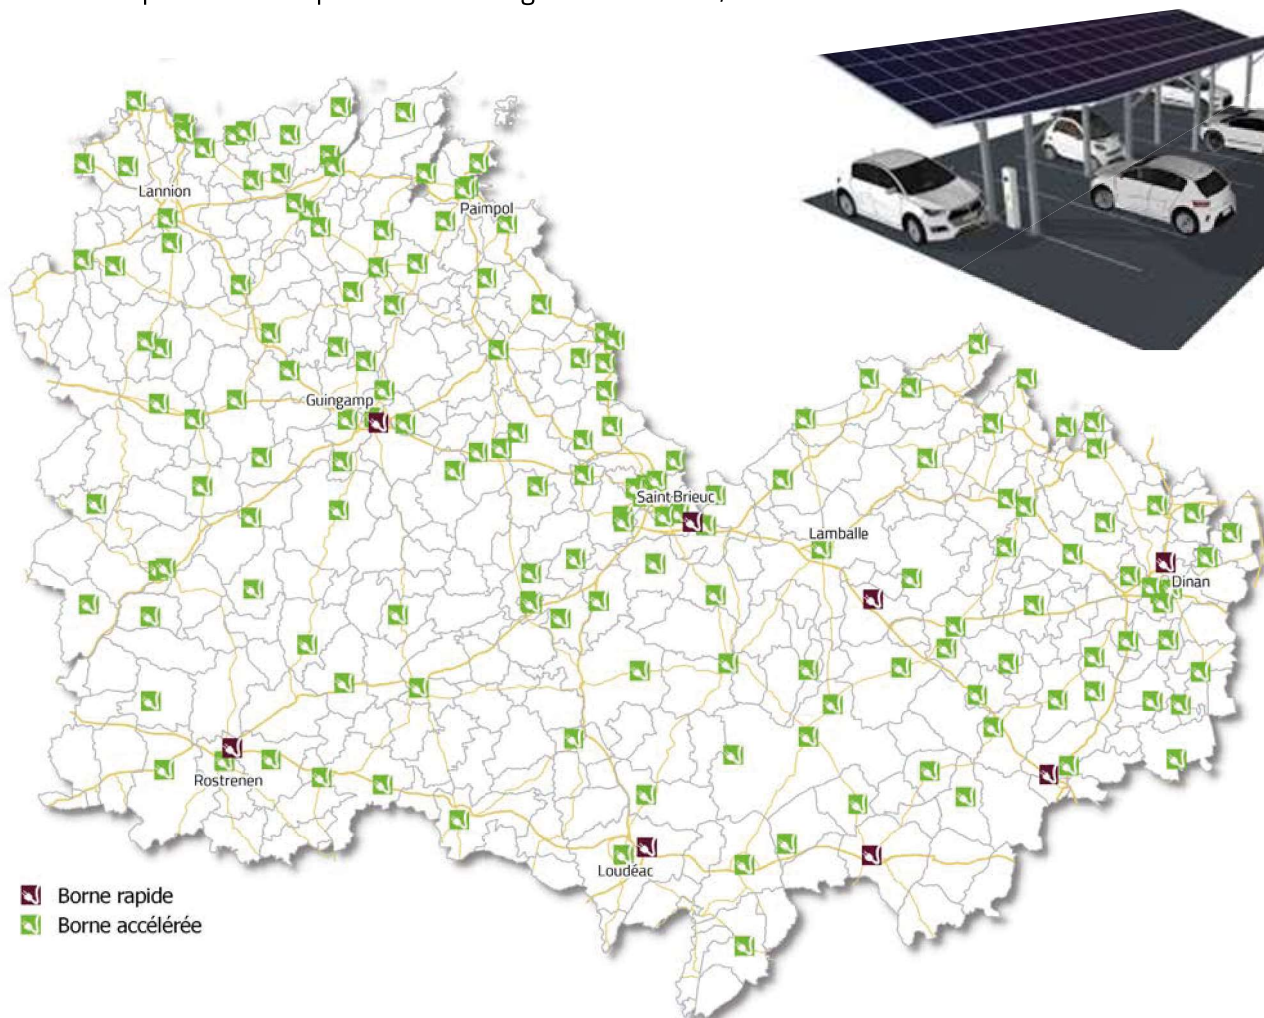 Lannion
Paimpol
Guingamp
Saint Brieuc
Lamballe
Dinan
Rostrenen
Loudéac
Borne rapide
Borne accélérée